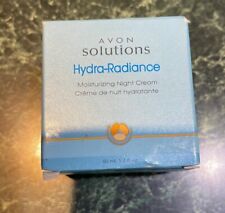 AVON
solutions
Hydra-Radiance
Moisturizing Night Cream
Crème de nuit hydratante